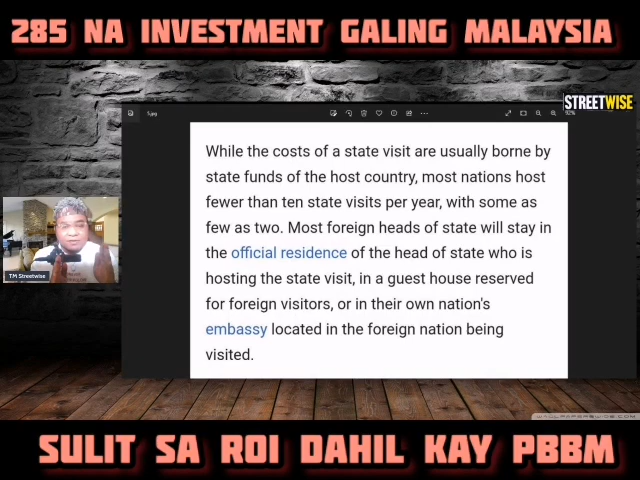 285 NA INVESTMENT GALING MALAYSIA
STREETWISE
5.jpg
92%
While the costs of a state visit are usually borne by
state funds of the host country, most nations host
fewer than ten state visits per year, with some as
few as two. Most foreign heads of state will stay in
the official residence of the head of state who is
hosting the state visit, in a guest house reserved
for foreign visitors, or in their own nation's
embassy located in the foreign nation being
visited.
TM Streetwise
SULIT SA ROI DAHIL KAY PBBM